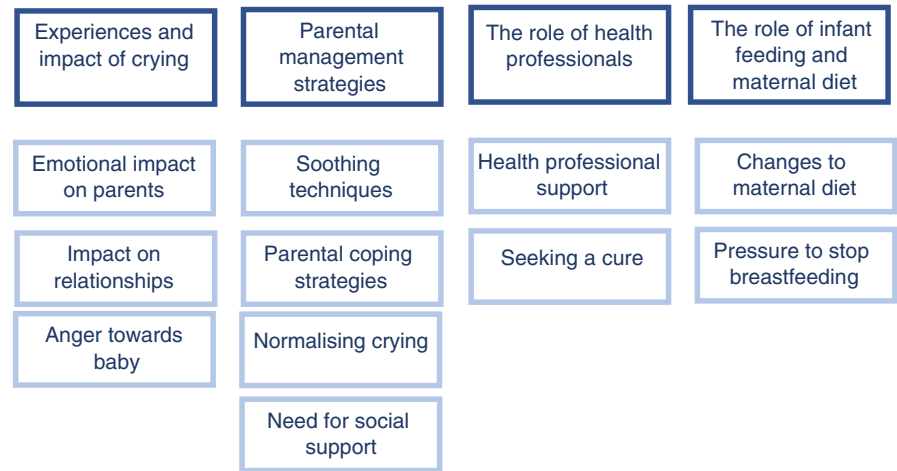 Experiences and
impact of crying
Parental
management
strategies
The role of health
professionals
The role of infant
feeding and
maternal diet
Emotional impact
on parents
Soothing
techniques
Health professional
support
Changes to
maternal diet
Impact on
relationships
Parental coping
strategies
Seeking a cure
Pressure to stop
breastfeeding
Anger towards
baby
Normalising crying
Need for social
support